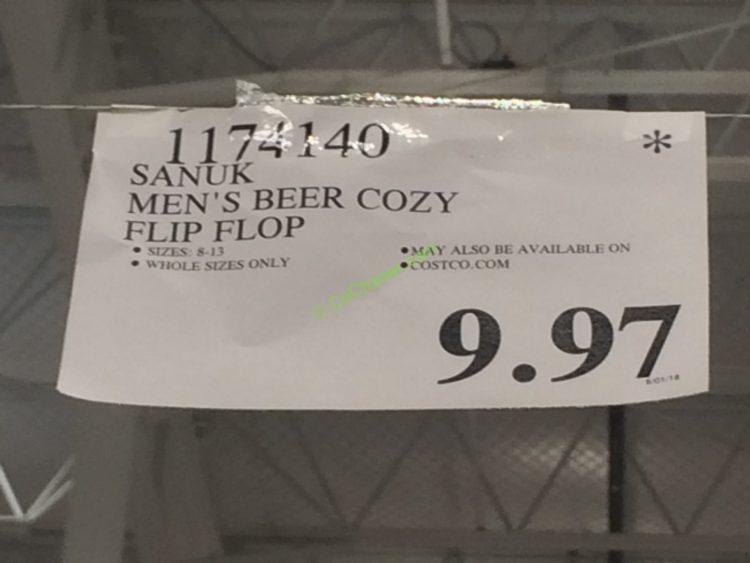 1174140
*
SANUK
MEN'S BEER COZY
FLIP FLOP
• SIZES: 8-13
• WHOLE SIZES ONLY
• MAY ALSO BE AVAILABLE ON
• COSTCO.COM
9.97